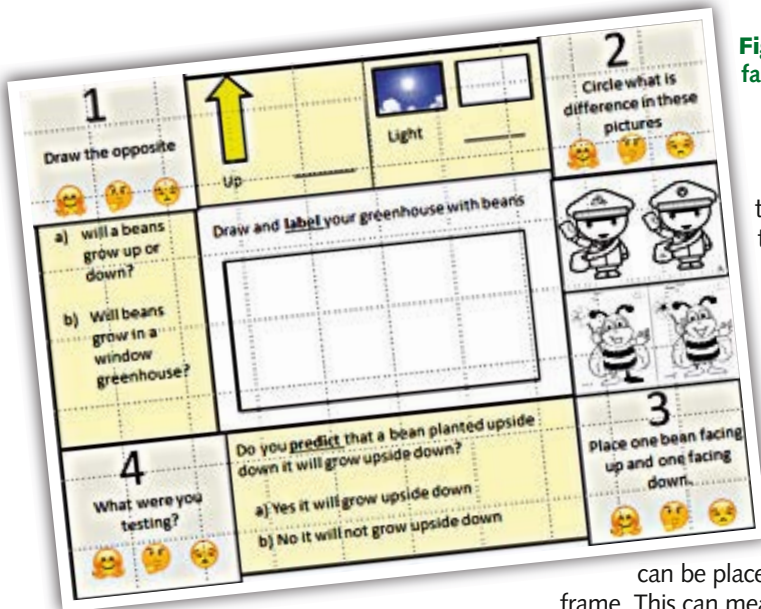 1
Draw the opposite
Up
Light
2
Circle what is
difference in these
pictures
a) will a beans
grow up or
down?
b) Will beans
grow in a
window
greenhouse?
Draw and label your greenhouse with beans
3
Place one bean facing
up and one facing
down.
Do you predict that a bean planted upside
down it will grow upside down?
a) Yes it will grow upside down
b) No it will not grow upside down
4
What were you
testing?
can be place
frame. This can mea